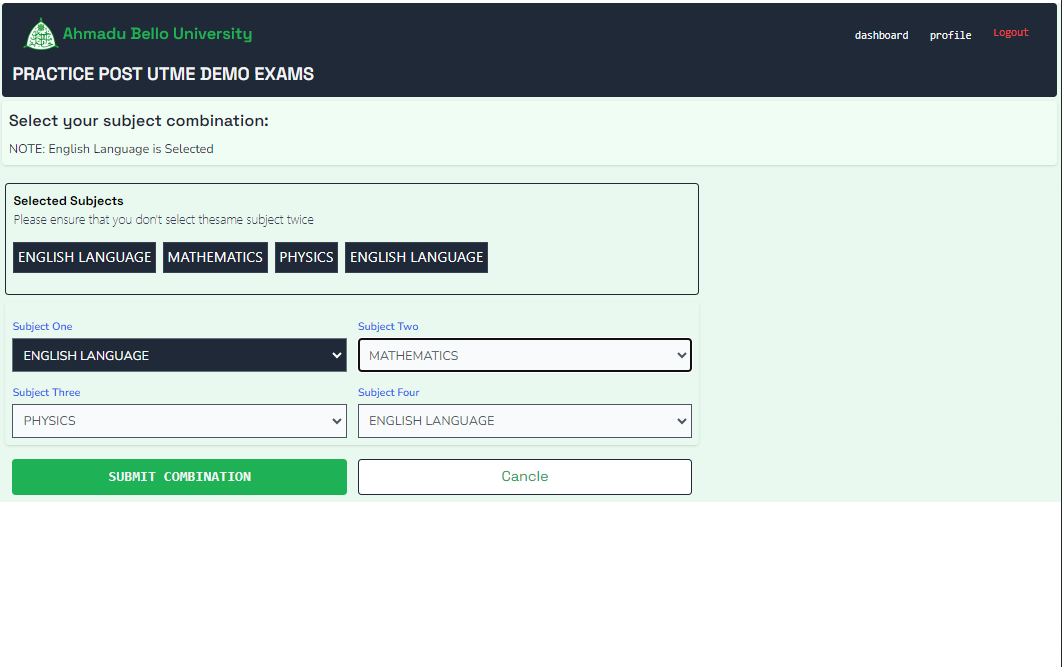 Ahmadu Bello University
dashboard profile Logout
PRACTICE POST UTME DEMO EXAMS
Select your subject combination:
NOTE: English Language is Selected
Selected Subjects
Please ensure that you don't select thesame subject twice
ENGLISH LANGUAGE MATHEMATICS PHYSICS ENGLISH LANGUAGE
Subject One Subject Two
ENGLISH LANGUAGE MATHEMATICS
Subject Three Subject Four
PHYSICS ENGLISH LANGUAGE
SUBMIT COMBINATION Cancle